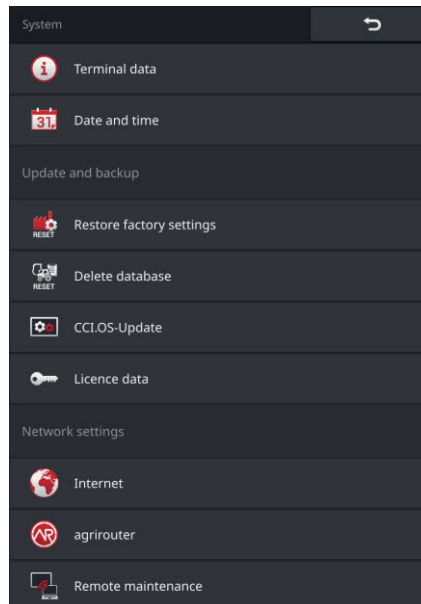 System
Terminal data
31
Date and time
Update and backup
RESET
Restore factory settings
RESET
Delete database
CCI.OS-Update
Licence data
Network settings
Internet
AR
agrirouter
Remote maintenance